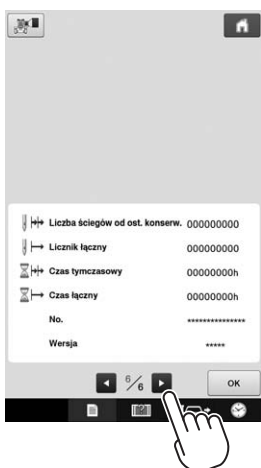 Liczba ściegów od ost. konserw. 000000000
Licznik łączny 000000000
Czas tymczasowy 00000000h
Czas łączny 00000000h
No. ***************
Wersja *****
6/6 OK